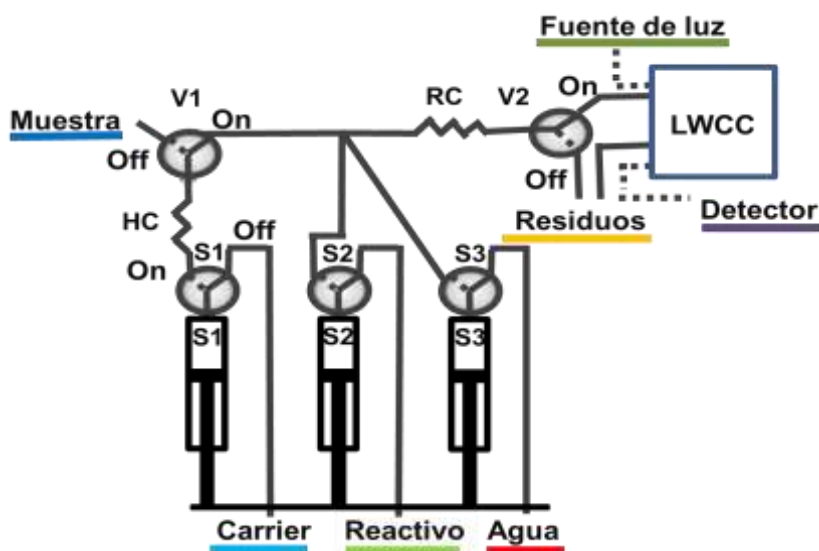 Fuente de luz
V1
On
RC
V2
On
Muestra
LWCC
Off
Off
HC
S1
Off
S2
S3
Residuos
Detector
On
S1
S2
S3
Carrier
Reactivo
Agua